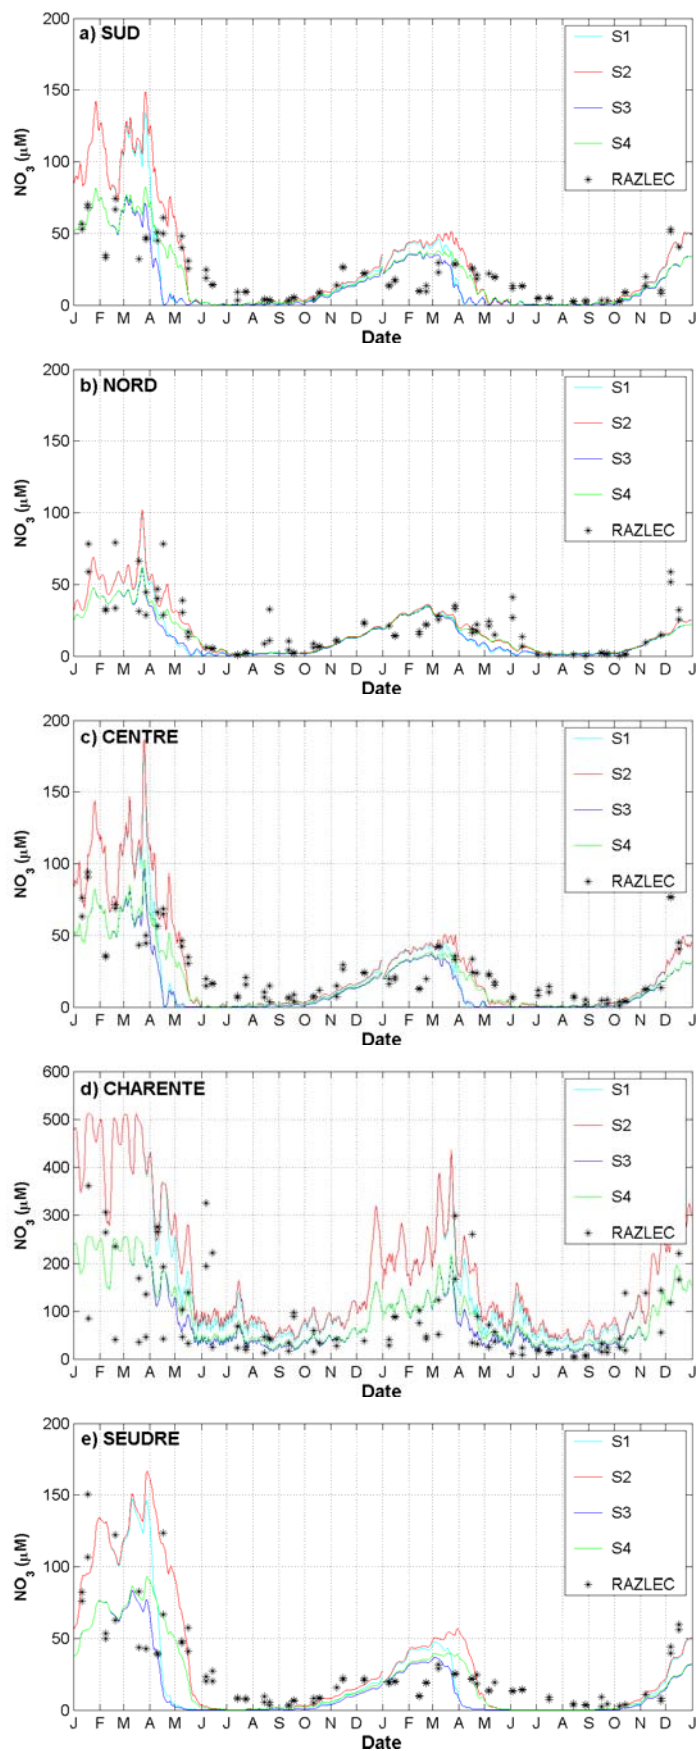 a) SUD
200
150
100
50
0
NO3 (µM)
S1
S2
S3
S4
RAZLEC
J F M A M J J A S O N D J F M A M J J A S O N D J
Date
b) NORD
200
150
100
50
0
NO3 (µM)
S1
S2
S3
S4
RAZLEC
J F M A M J J A S O N D J F M A M J J A S O N D J
Date
c) CENTRE
200
150
100
50
0
NO3 (µM)
S1
S2
S3
S4
RAZLEC
J F M A M J J A S O N D J F M A M J J A S O N D J
Date
d) CHARENTE
600
500
400
300
200
100
0
NO3 (µM)
S1
S2
S3
S4
RAZLEC
J F M A M J J A S O N D J F M A M J J A S O N D J
Date
e) SEUDRE
200
150
100
50
0
NO3 (µM)
S1
S2
S3
S4
RAZLEC
J F M A M J J A S O N D J F M A M J J A S O N D J
Date